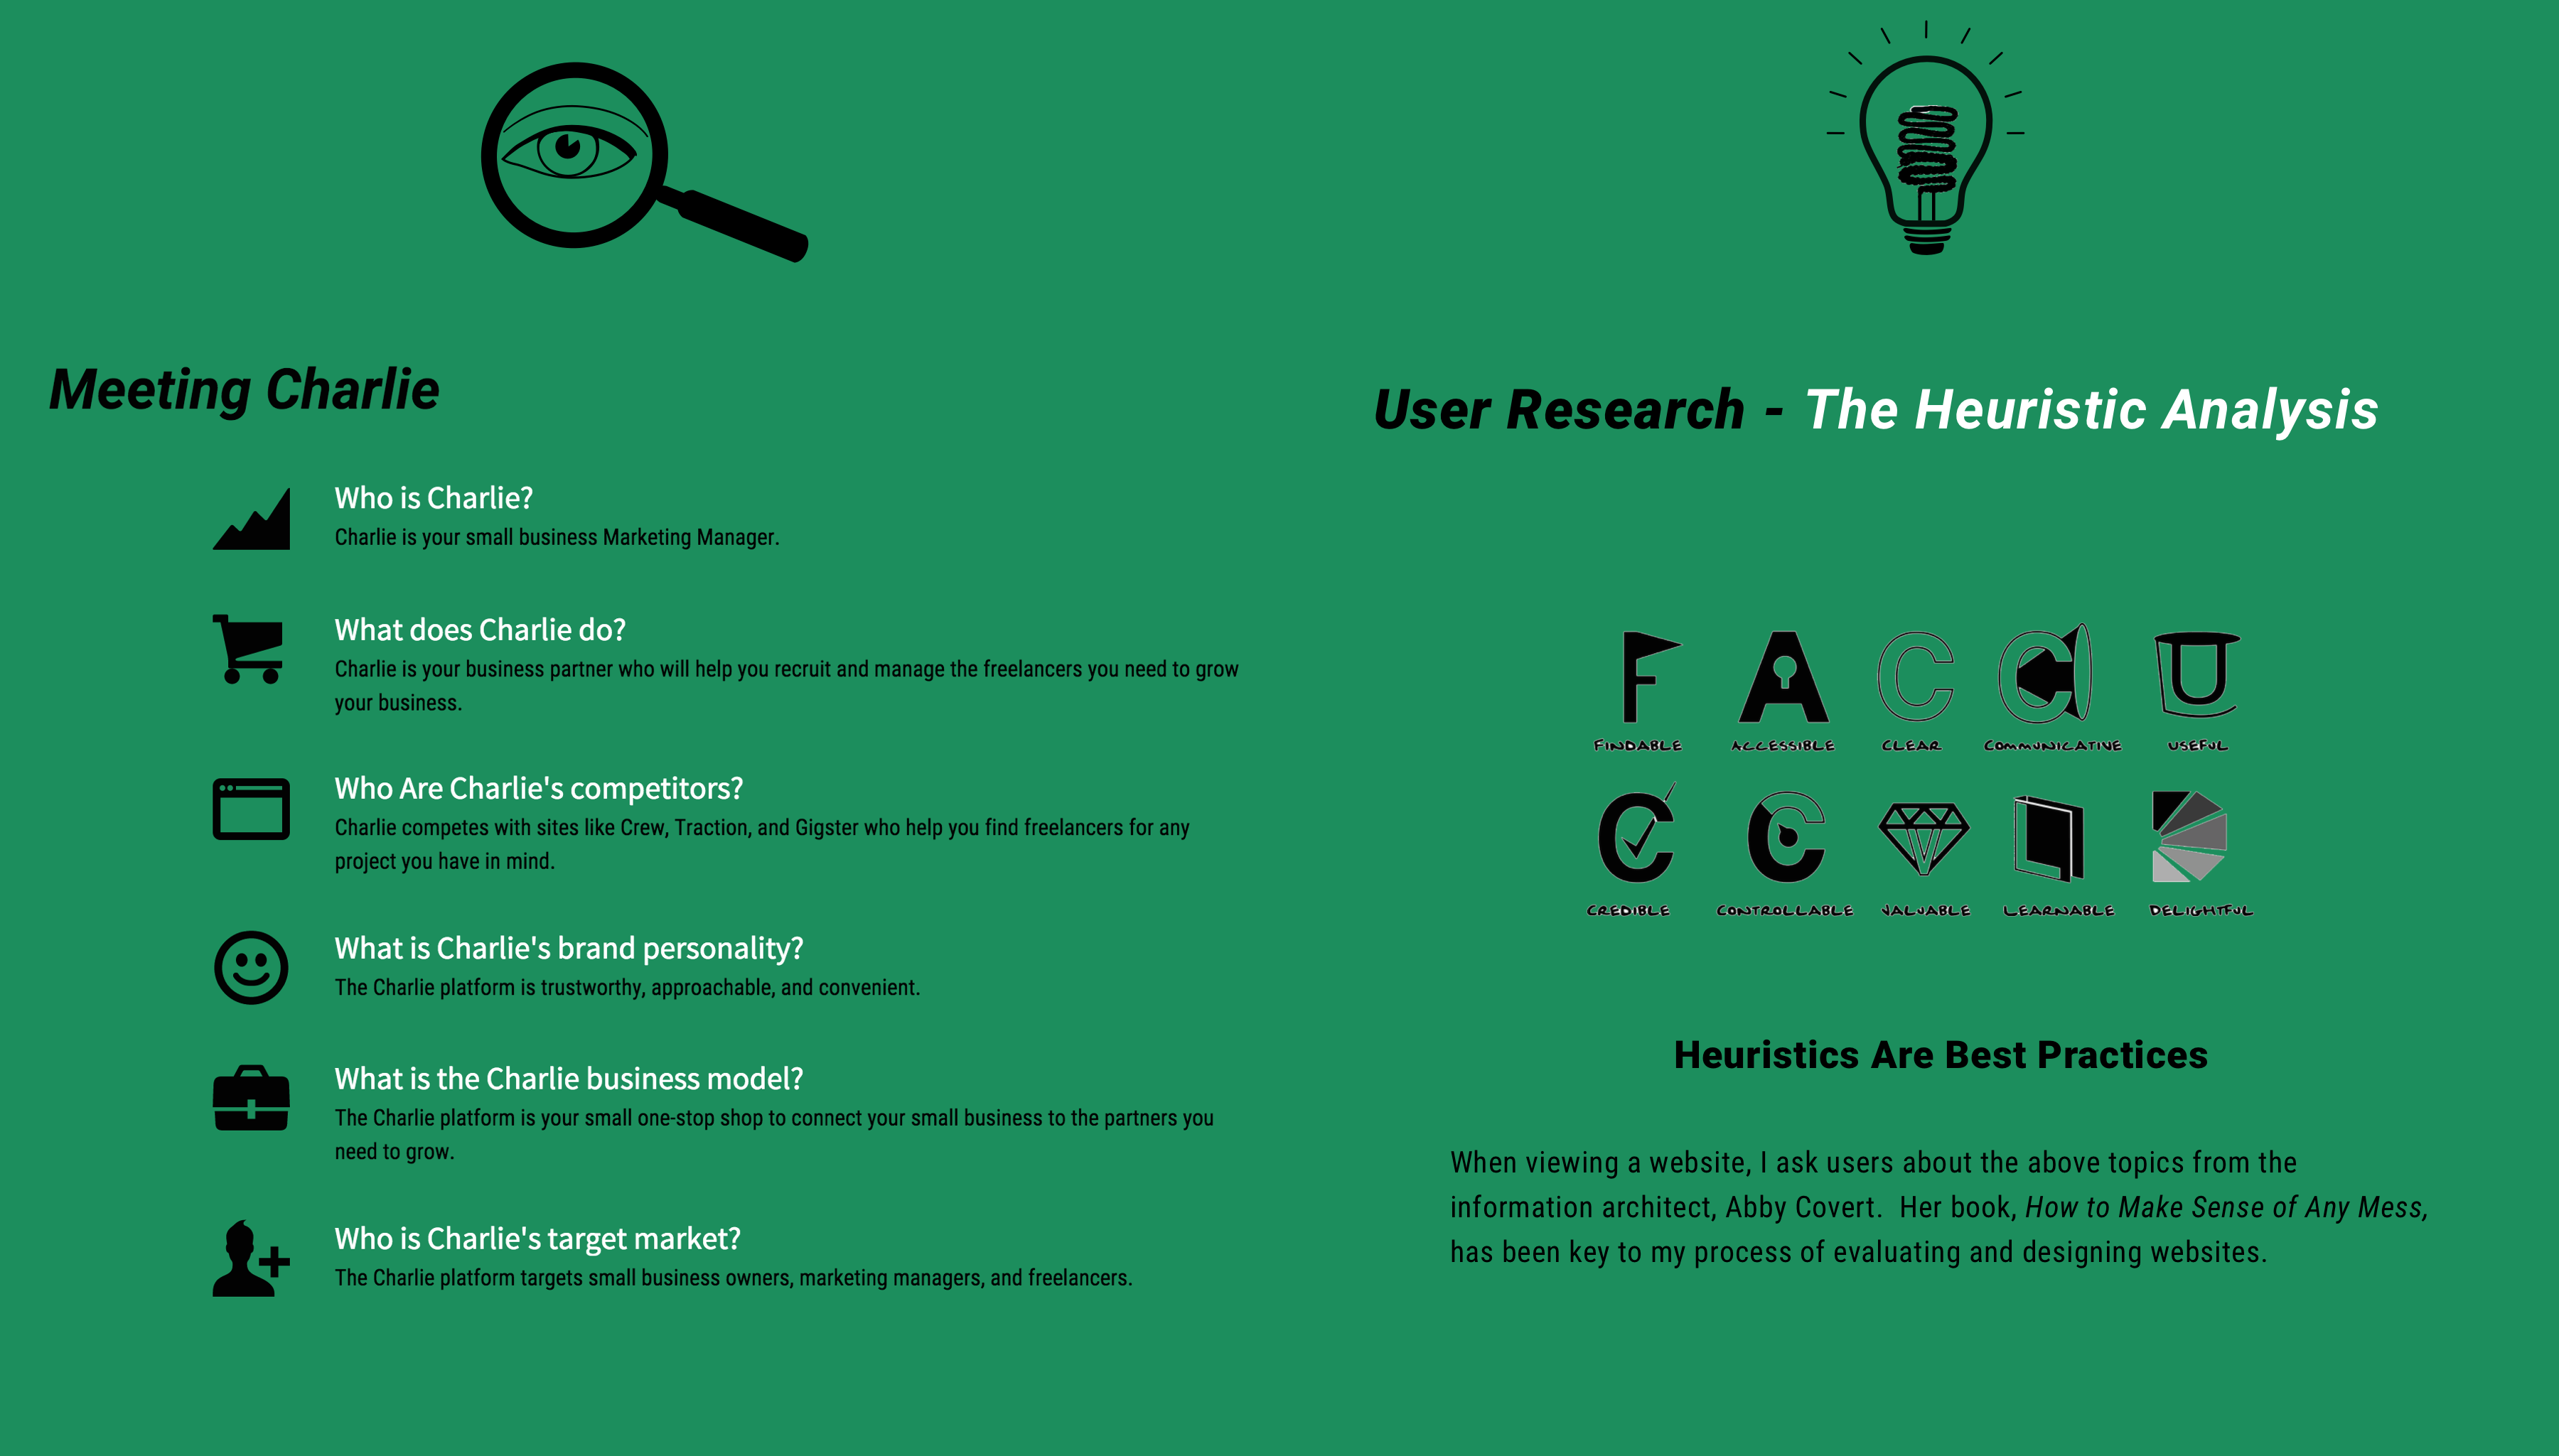 Meeting Charlie
Who is Charlie?
Charlie is your small business Marketing Manager.
What does Charlie do?
Charlie is your business partner who will help you recruit and manage the freelancers you need to grow
your business.
Who Are Charlie's competitors?
Charlie competes with sites like Crew, Traction, and Gigster who help you find freelancers for any
project you have in mind.
What is Charlie's brand personality?
The Charlie platform is trustworthy, approachable, and convenient.
What is the Charlie business model?
The Charlie platform is your small one-stop shop to connect your small business to the partners you
need to grow.
Who is Charlie's target market?
The Charlie platform targets small business owners, marketing managers, and freelancers.
User Research - The Heuristic Analysis
F A C C U
FINDABLE ACCESSIBLE CLEAR COMMUNICATIVE USEFUL
C C V L D
CREDIBLE CONTROLLABLE VALUABLE LEARNABLE DELIGHTFUL
Heuristics Are Best Practices
When viewing a website, I ask users about the above topics from the
information architect, Abby Covert. Her book, How to Make Sense of Any Mess,
has been key to my process of evaluating and designing websites.